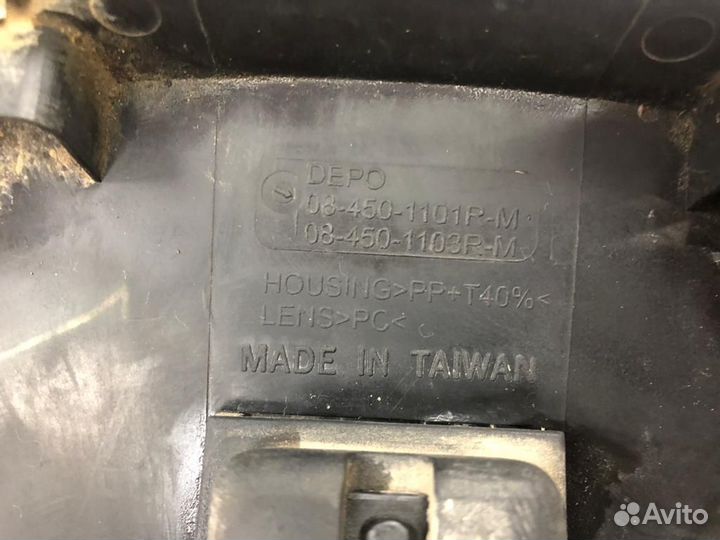 DEPO
08-450-1101R-M
08-450-1103R-M
HOUSING>PP+T40%<
LENS>PC<
MADE IN TAIWAN
Avito